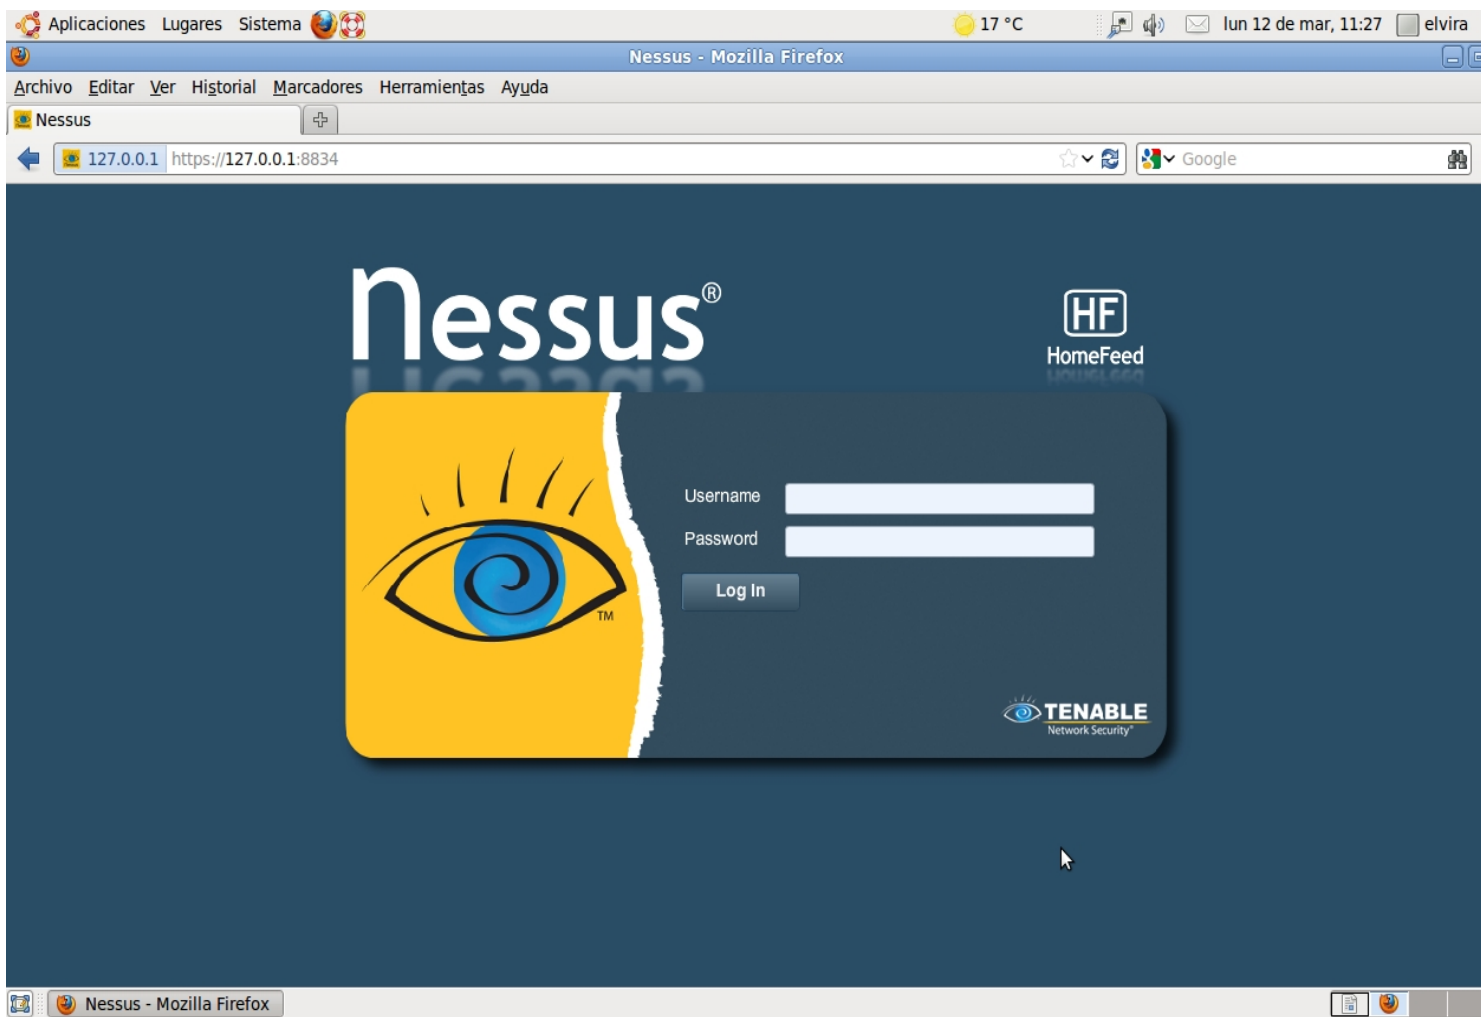 Aplicaciones Lugares Sistema 17 °C lun 12 de mar, 11:27 elvira
Nessus - Mozilla Firefox
Archivo Editar Ver Historial Marcadores Herramientas Ayuda
Nessus
127.0.0.1 https://127.0.0.1:8834 Google
nessus®
HF
HomeFeed
Username
Password
Log In
TM
TENABLE
Network Security®
Nessus - Mozilla Firefox